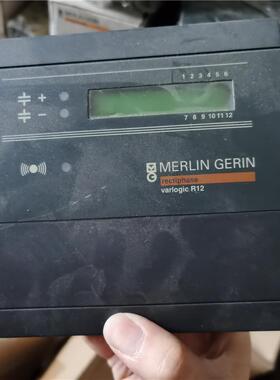 1 2 3 4 5 6
+
-
7 8 9 10 11 12
MERLIN GERIN
rectiphase
varlogic R12